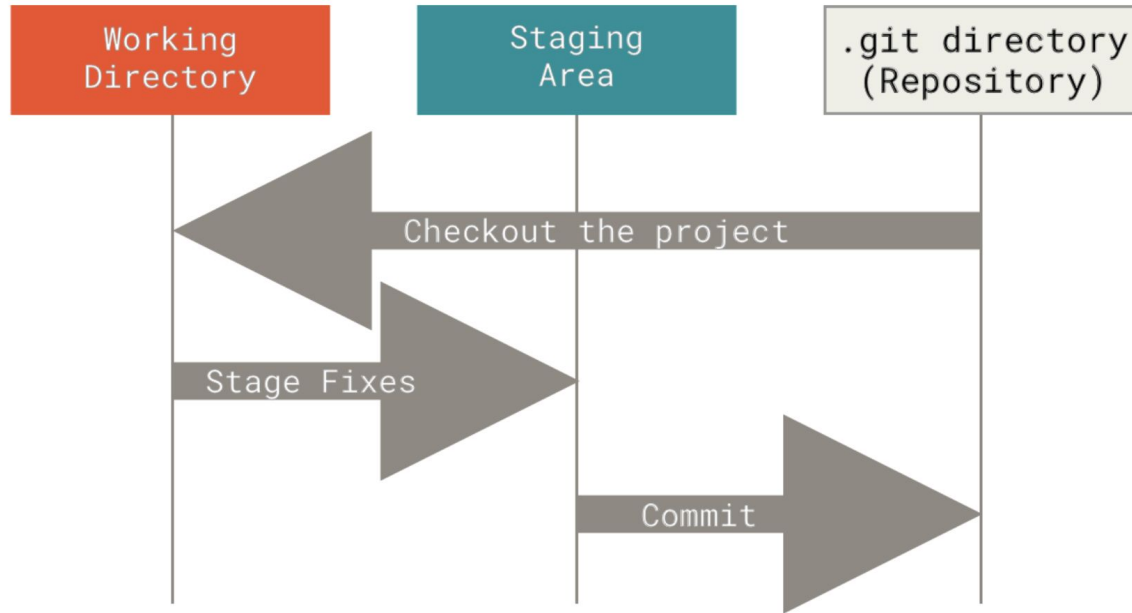 Working
Directory
Staging
Area
.git directory
(Repository)
Checkout the project
Stage Fixes
Commit